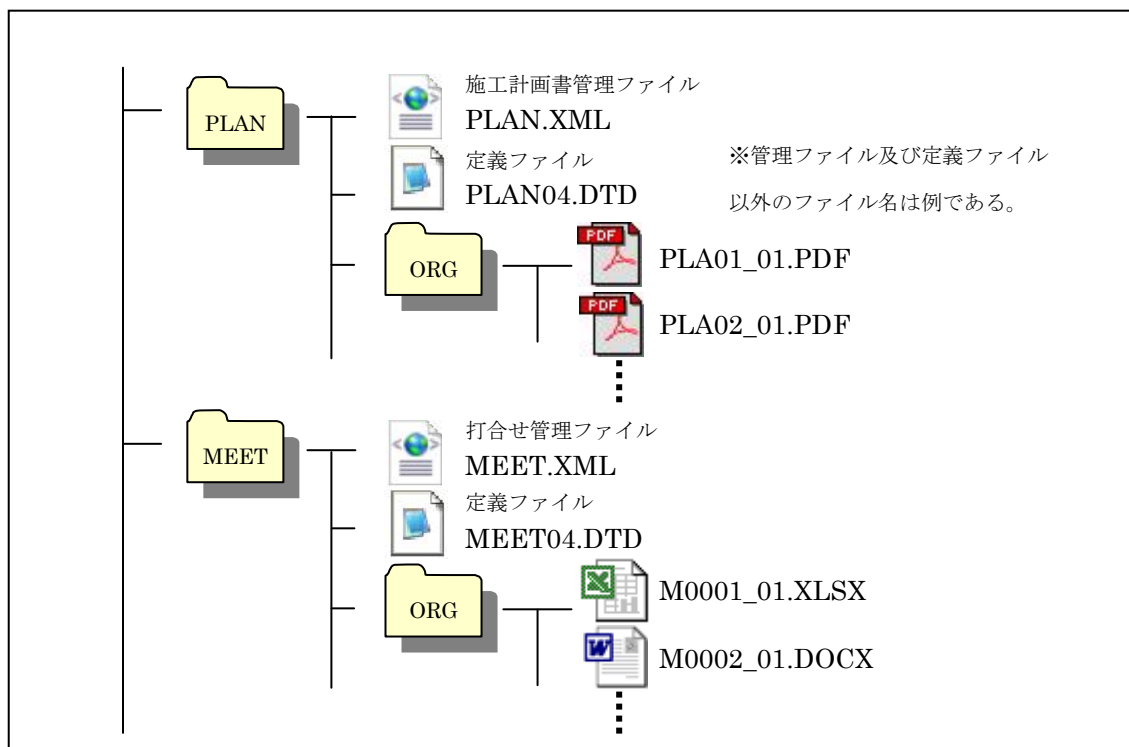 施工計画書管理ファイル
PLAN
PLAN.XML
定義ファイル
PLAN04.DTD
※管理ファイル及び定義ファイル
以外のファイル名は例である。
ORG
PDF
PLA01_01.PDF
PDF
PLA02_01.PDF
打合せ管理ファイル
MEET
MEET.XML
定義ファイル
MEET04.DTD
ORG
M0001_01.XLSX
W
M0002_01.DOCX